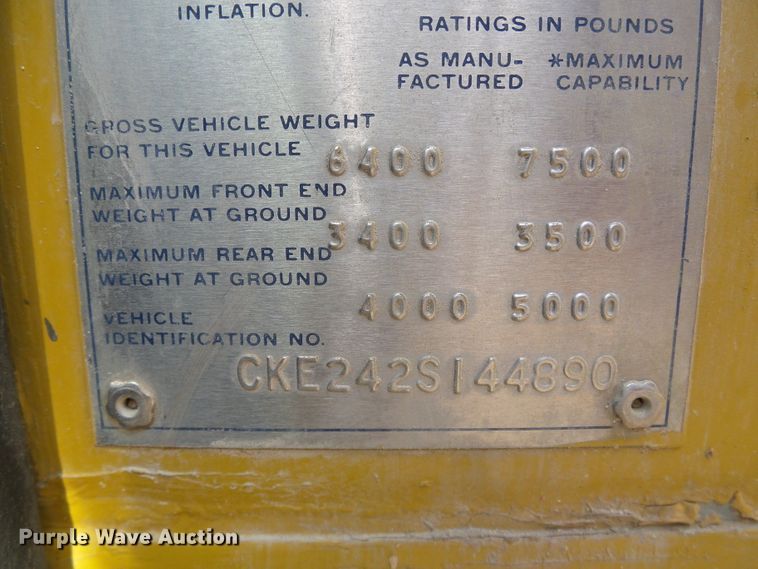 INFLATION.
RATINGS IN POUNDS
AS MANU- *MAXIMUM
FACTURED CAPABILITY
GROSS VEHICLE WEIGHT
FOR THIS VEHICLE 6400 7500
MAXIMUM FRONT END
WEIGHT AT GROUND 3400 3500
MAXIMUM REAR END
WEIGHT AT GROUND 4000 5000
VEHICLE
IDENTIFICATION NO.
CKE242S144890
Purple Wave Auction